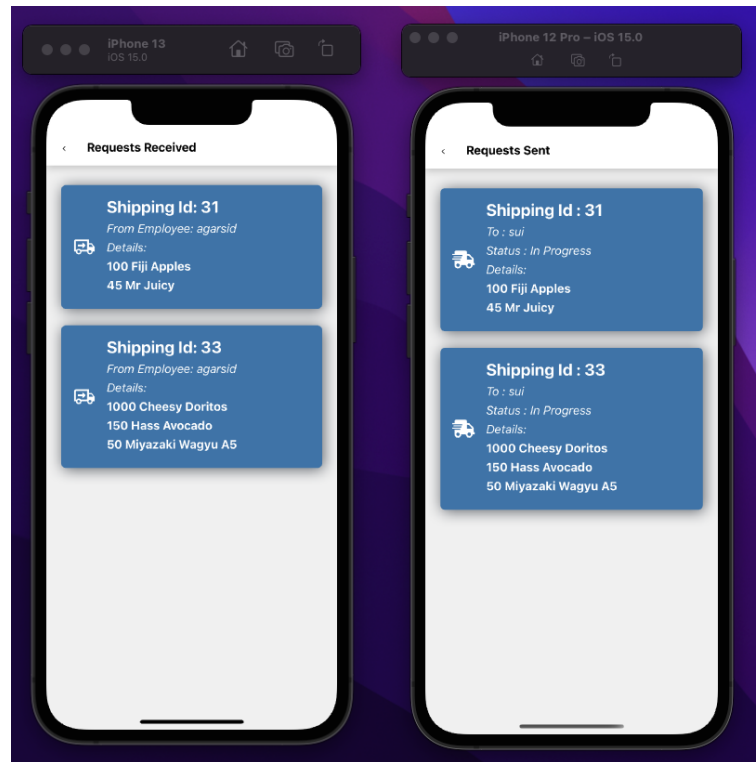 iPhone 13
iOS 15.0
‹ Requests Received
Shipping Id: 31
From Employee: agarsid
Details:
100 Fiji Apples
45 Mr Juicy
Shipping Id: 33
From Employee: agarsid
Details:
1000 Cheesy Doritos
150 Hass Avocado
50 Miyazaki Wagyu A5
iPhone 12 Pro – iOS 15.0
‹ Requests Sent
Shipping Id : 31
To : sui
Status : In Progress
Details:
100 Fiji Apples
45 Mr Juicy
Shipping Id : 33
To : sui
Status : In Progress
Details:
1000 Cheesy Doritos
150 Hass Avocado
50 Miyazaki Wagyu A5